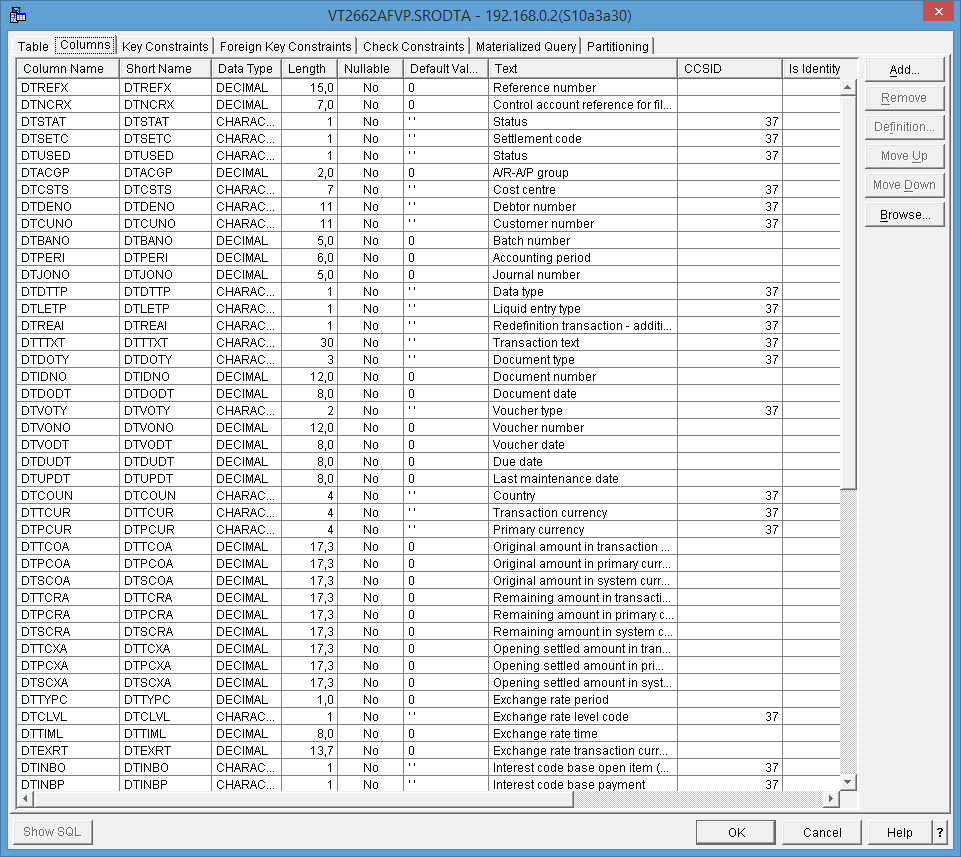 VT2662AFVP.SRODTA - 192.168.0.2(S10a3a30)
Table Columns Key Constraints Foreign Key Constraints Check Constraints Materialized Query Partitioning
Column Name Short Name Data Type Length Nullable Default Val... Text CCSID Is Identity
DTREFX DTREFX DECIMAL 15,0 No 0 Reference number
DTNCRX DTNCRX DECIMAL 7,0 No 0 Control account reference for fil...
DTSTAT DTSTAT CHARAC... 1 No ' ' Status 37
DTSETC DTSETC CHARAC... 1 No ' ' Settlement code 37
DTUSED DTUSED CHARAC... 1 No ' ' Status 37
DTACGP DTACGP DECIMAL 2,0 No 0 A/R-A/P group
DTCSTS DTCSTS CHARAC... 7 No ' ' Cost centre 37
DTDENO DTDENO CHARAC... 11 No ' ' Debtor number 37
DTCUNO DTCUNO CHARAC... 11 No ' ' Customer number 37
DTBANO DTBANO DECIMAL 5,0 No 0 Batch number
DTPERI DTPERI DECIMAL 6,0 No 0 Accounting period
DTJONO DTJONO DECIMAL 5,0 No 0 Journal number
DTDTTP DTDTTP CHARAC... 1 No ' ' Data type 37
DTLETP DTLETP CHARAC... 1 No ' ' Liquid entry type 37
DTREAI DTREAI CHARAC... 1 No ' ' Redefinition transaction - additi... 37
DTTTXT DTTTXT CHARAC... 30 No ' ' Transaction text 37
DTDOTY DTDOTY CHARAC... 3 No ' ' Document type 37
DTIDNO DTIDNO DECIMAL 12,0 No 0 Document number
DTDODT DTDODT DECIMAL 8,0 No 0 Document date
DTVOTY DTVOTY CHARAC... 2 No ' ' Voucher type 37
DTVONO DTVONO DECIMAL 12,0 No 0 Voucher number
DTVODT DTVODT DECIMAL 8,0 No 0 Voucher date
DTDUDT DTDUDT DECIMAL 8,0 No 0 Due date
DTUPDT DTUPDT DECIMAL 8,0 No 0 Last maintenance date
DTCOUN DTCOUN CHARAC... 4 No ' ' Country 37
DTTCUR DTTCUR CHARAC... 4 No ' ' Transaction currency 37
DTPCUR DTPCUR CHARAC... 4 No ' ' Primary currency 37
DTTCOA DTTCOA DECIMAL 17,3 No 0 Original amount in transaction ...
DTPCOA DTPCOA DECIMAL 17,3 No 0 Original amount in primary curr...
DTSCOA DTSCOA DECIMAL 17,3 No 0 Original amount in system curr...
DTTCRA DTTCRA DECIMAL 17,3 No 0 Remaining amount in transacti...
DTPCRA DTPCRA DECIMAL 17,3 No 0 Remaining amount in primary c...
DTSCRA DTSCRA DECIMAL 17,3 No 0 Remaining amount in system c...
DTTCXA DTTCXA DECIMAL 17,3 No 0 Opening settled amount in tran...
DTPCXA DTPCXA DECIMAL 17,3 No 0 Opening settled amount in pri...
DTSCXA DTSCXA DECIMAL 17,3 No 0 Opening settled amount in syst...
DTTYPC DTTYPC DECIMAL 1,0 No 0 Exchange rate period
DTCLVL DTCLVL CHARAC... 1 No ' ' Exchange rate level code 37
DTTIML DTTIML DECIMAL 8,0 No 0 Exchange rate time
DTEXRT DTEXRT DECIMAL 13,7 No 0 Exchange rate transaction curr...
DTINBO DTINBO CHARAC... 1 No ' ' Interest code base open item (... 37
DTINBP DTINBP CHARAC... 1 No ' ' Interest code base payment 37
Add...
Remove
Definition...
Move Up
Move Down
Browse...
Show SQL OK Cancel Help ?